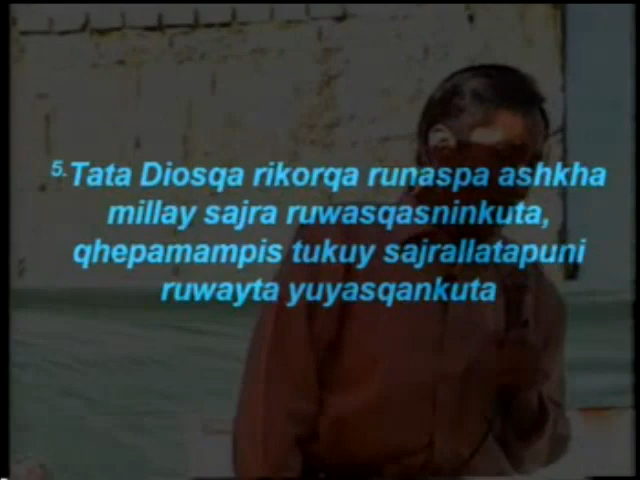 5. Tata Diosqa rikorqa runaspa ashkha
millay sajra ruwasqasninkuta,
qhepamampis tukuy sajrallatapuni
ruwayta yuyasqankuta